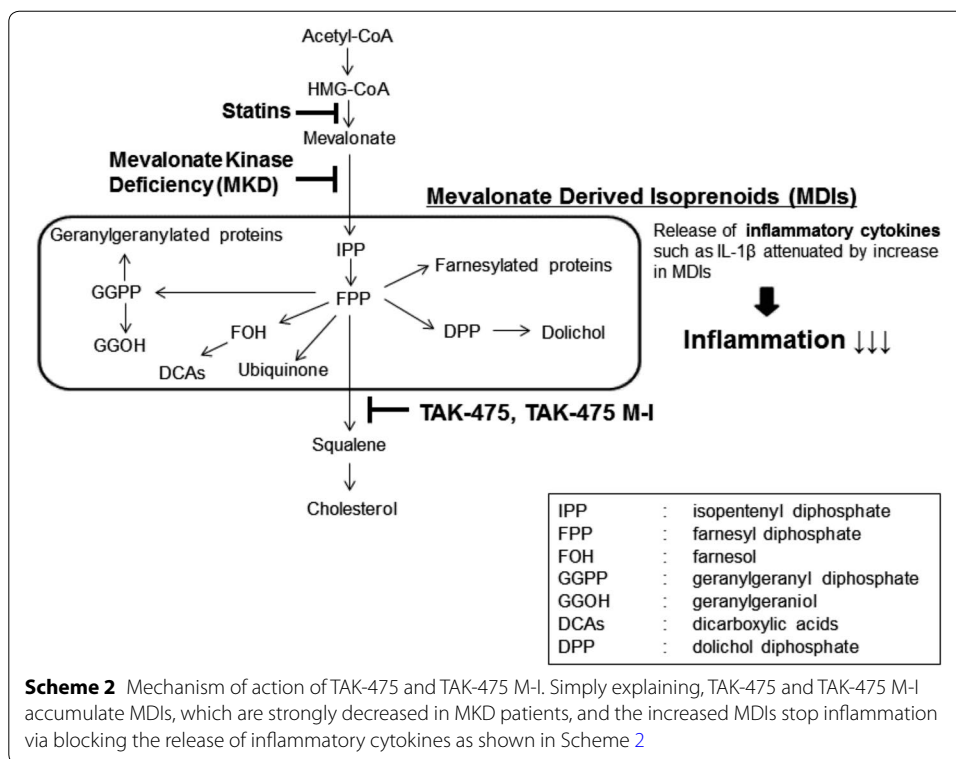 Acetyl-CoA
HMG-CoA
Statins
Mevalonate
Mevalonate Kinase
Deficiency (MKD)
Mevalonate Derived Isoprenoids (MDIs)
Release of inflammatory cytokines
such as IL-1β attenuated by increase
in MDIs
Inflammation ↓↓↓
Geranylgeranylated proteins
IPP
Farnesylated proteins
GGPP
FPP
FOH
DPP
Dolichol
GGOH
DCAs
Ubiquinone
TAK-475, TAK-475 M-I
Squalene
Cholesterol
IPP : isopentenyl diphosphate
FPP : farnesyl diphosphate
FOH : farnesol
GGPP : geranylgeranyl diphosphate
GGOH : geranylgeraniol
DCAs : dicarboxylic acids
DPP : dolichol diphosphate
Scheme 2 Mechanism of action of TAK-475 and TAK-475 M-I. Simply explaining, TAK-475 and TAK-475 M-I
accumulate MDIs, which are strongly decreased in MKD patients, and the increased MDIs stop inflammation
via blocking the release of inflammatory cytokines as shown in Scheme 2